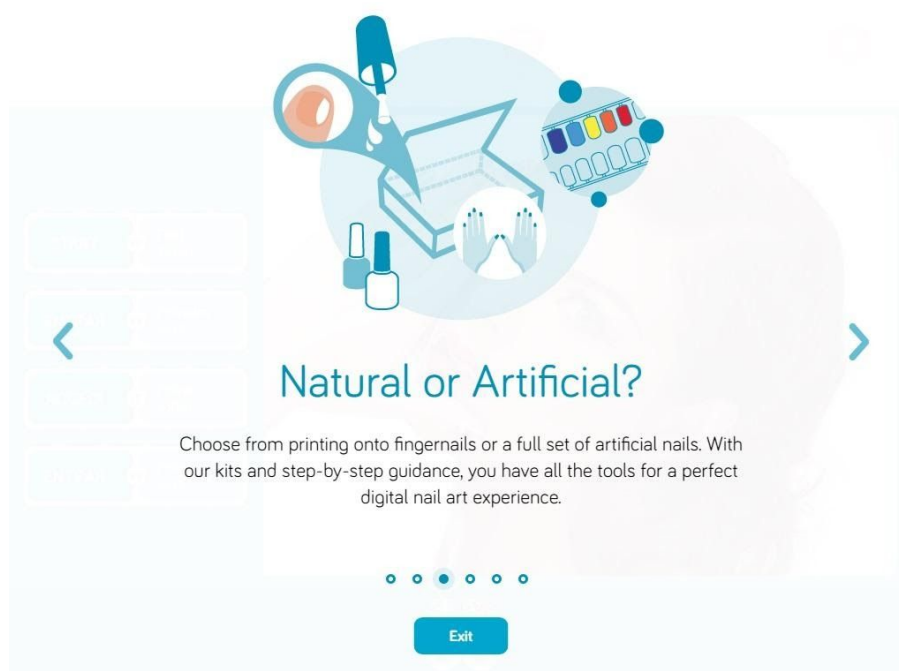 Natural or Artificial?
Choose from printing onto fingernails or a full set of artificial nails. With
our kits and step-by-step guidance, you have all the tools for a perfect
digital nail art experience.
Exit